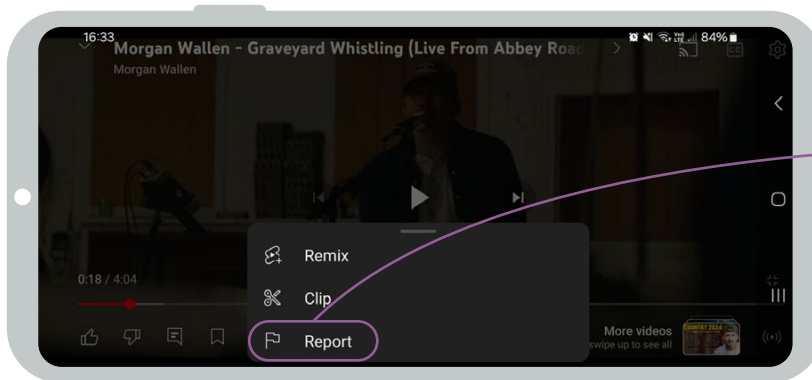 16:33
84%
Morgan Wallen - Graveyard Whistling (Live From Abbey Road
Morgan Wallen
Remix
0:18 / 4:04
Clip
Report
More videos
swipe up to see all